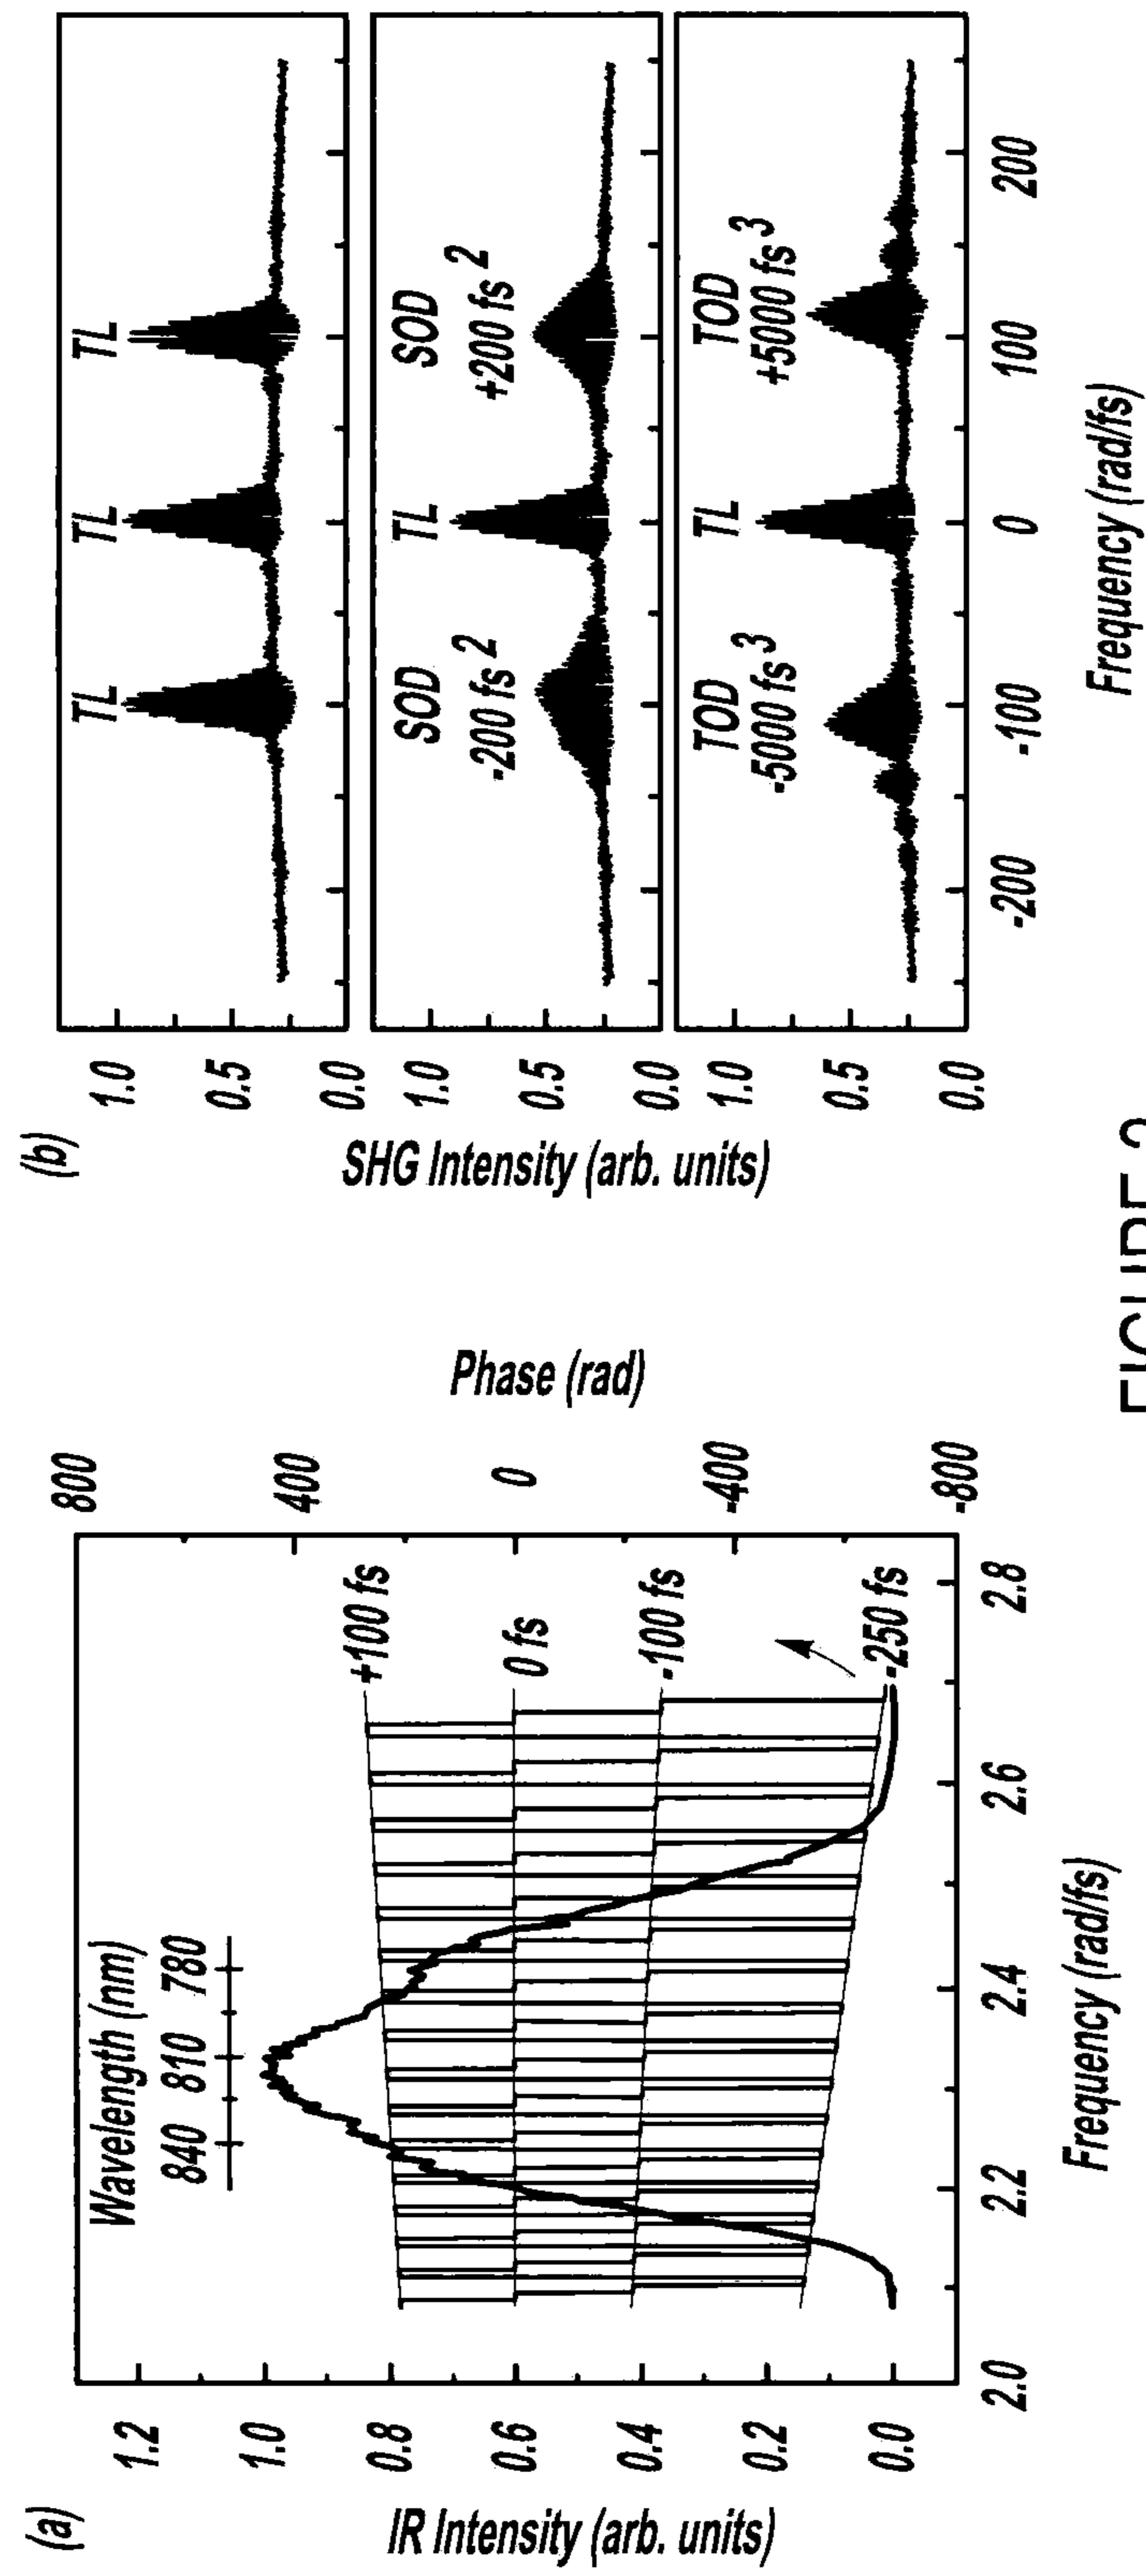 (a)
IR Intensity (arb. units)
1.2
1.0
0.8
0.6
0.4
0.2
0.0
Wavelength (nm)
840 810 780
+100 fs
0 fs
-100 fs
-250 fs
2.0 2.2 2.4 2.6 2.8
Frequency (rad/fs)
800
400
0
-400
-800
Phase (rad)
(b)
SHG Intensity (arb. units)
1.0
0.5
0.0
TL TL TL
1.0
0.5
0.0
SOD TL SOD
-200 fs 2 +200 fs 2
1.0
0.5
0.0
TOD TL TOD
-5000 fs 3 +5000 fs 3
-200 -100 0 100 200
Frequency (rad/fs)
FIGURE